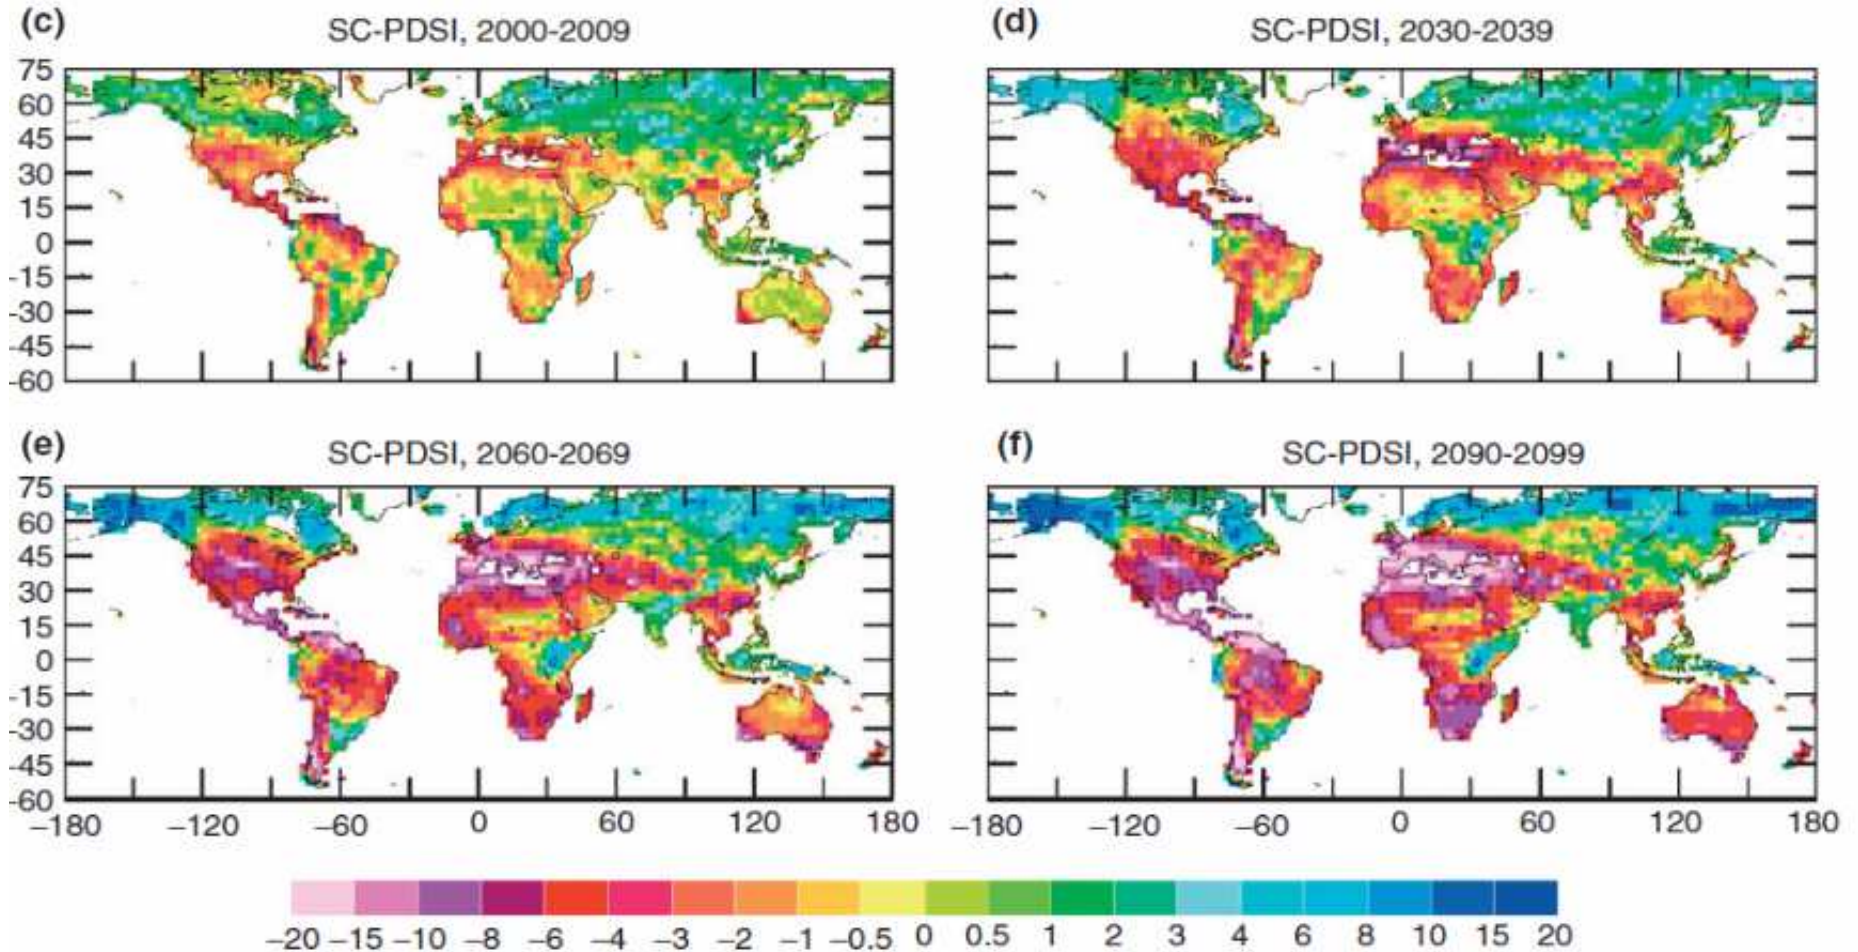 (c)
SC-PDSI, 2000-2009
(d)
SC-PDSI, 2030-2039
75
60
45
30
15
0
-15
-30
-45
-60
(e)
SC-PDSI, 2060-2069
(f)
SC-PDSI, 2090-2099
75
60
45
30
15
0
-15
-30
-45
-60
−180 −120 −60 0 60 120 180
−180 −120 −60 0 60 120 180
−20 −15 −10 −8 −6 −4 −3 −2 −1 −0.5 0 0.5 1 2 3 4 6 8 10 15 20